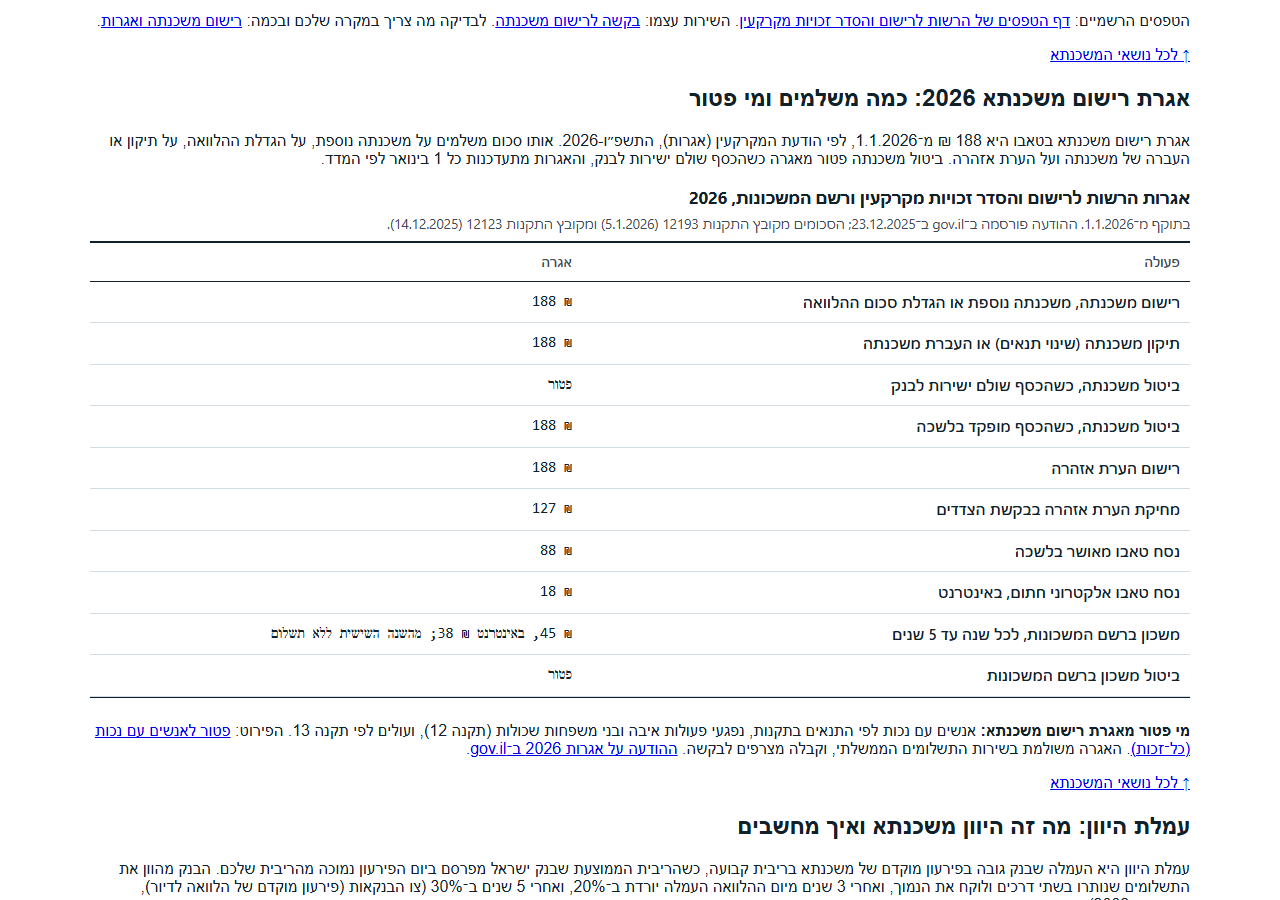 הטפסים הרשמיים: דף הטפסים של הרשות לרישום והסדר זכויות מקרקעין. השירות עצמו: בקשה לרישום משכנתה. לבדיקה מה צריך במקרה שלכם ובכמה: רישום משכנתה ואגרות.
↑ לכל נושאי המשכנתא
אגרת רישום משכנתא 2026: כמה משלמים ומי פטור
אגרת רישום משכנתא בטאבו היא 188 ₪ מ־1.1.2026, לפי הודעת המקרקעין (אגרות), התשפ״ו-2026. אותו סכום משלמים על משכנתה נוספת, על הגדלת ההלוואה, על תיקון או
העברה של משכנתה ועל הערת אזהרה. ביטול משכנתה פטור מאגרה כשהכסף שולם ישירות לבנק, והאגרות מתעדכנות כל 1 בינואר לפי המדד.
אגרות הרשות לרישום והסדר זכויות מקרקעין ורשם המשכונות, 2026
בתוקף מ־1.1.2026. ההודעה פורסמה ב־gov.il ב־23.12.2025; הסכומים מקובץ התקנות 12193 (5.1.2026) ומקובץ התקנות 12123 (14.12.2025).
פעולה אגרה
רישום משכנתה, משכנתה נוספת או הגדלת סכום ההלוואה 188 ₪
תיקון משכנתה (שינוי תנאים) או העברת משכנתה 188 ₪
ביטול משכנתה, כשהכסף שולם ישירות לבנק פטור
ביטול משכנתה, כשהכסף מופקד בלשכה 188 ₪
רישום הערת אזהרה 188 ₪
מחיקת הערת אזהרה בבקשת הצדדים 127 ₪
נסח טאבו מאושר בלשכה 88 ₪
נסח טאבו אלקטרוני חתום, באינטרנט 18 ₪
משכון ברשם המשכונות, לכל שנה עד 5 שנים 45 ₪, באינטרנט 38 ₪; מהשנה השישית ללא תשלום
ביטול משכון ברשם המשכונות פטור
מי פטור מאגרת רישום משכנתא: אנשים עם נכות לפי התנאים בתקנות, נפגעי פעולות איבה ובני משפחות שכולות (תקנה 12), ועולים לפי תקנה 13. הפירוט: פטור לאנשים עם נכות
(כל־זכות). האגרה משולמת בשירות התשלומים הממשלתי, וקבלה מצרפים לבקשה. ההודעה על אגרות 2026 ב־gov.il.
↑ לכל נושאי המשכנתא
עמלת היוון: מה זה היוון משכנתא ואיך מחשבים
עמלת היוון היא העמלה שבנק גובה בפירעון מוקדם של משכנתא בריבית קבועה, כשהריבית הממוצעת שבנק ישראל מפרסם ביום הפירעון נמוכה מהריבית שלכם. הבנק מהוון את
התשלומים שנותרו בשתי דרכים ולוקח את הנמוך, ואחרי 3 שנים מיום ההלוואה העמלה יורדת ב־20%, ואחרי 5 שנים ב־30% (צו הבנקאות (פירעון מוקדם של הלוואה לדיור),